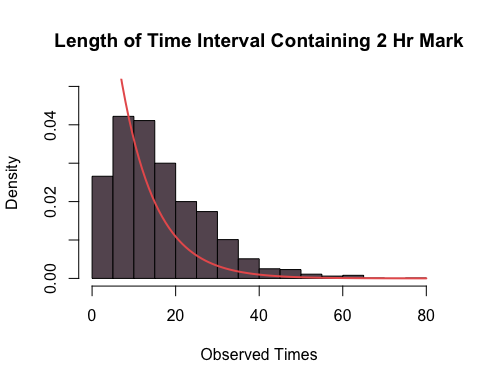 Length of Time Interval Containing 2 Hr Mark
Density
0.04
0.02
0.00
0 20 40 60 80
Observed Times